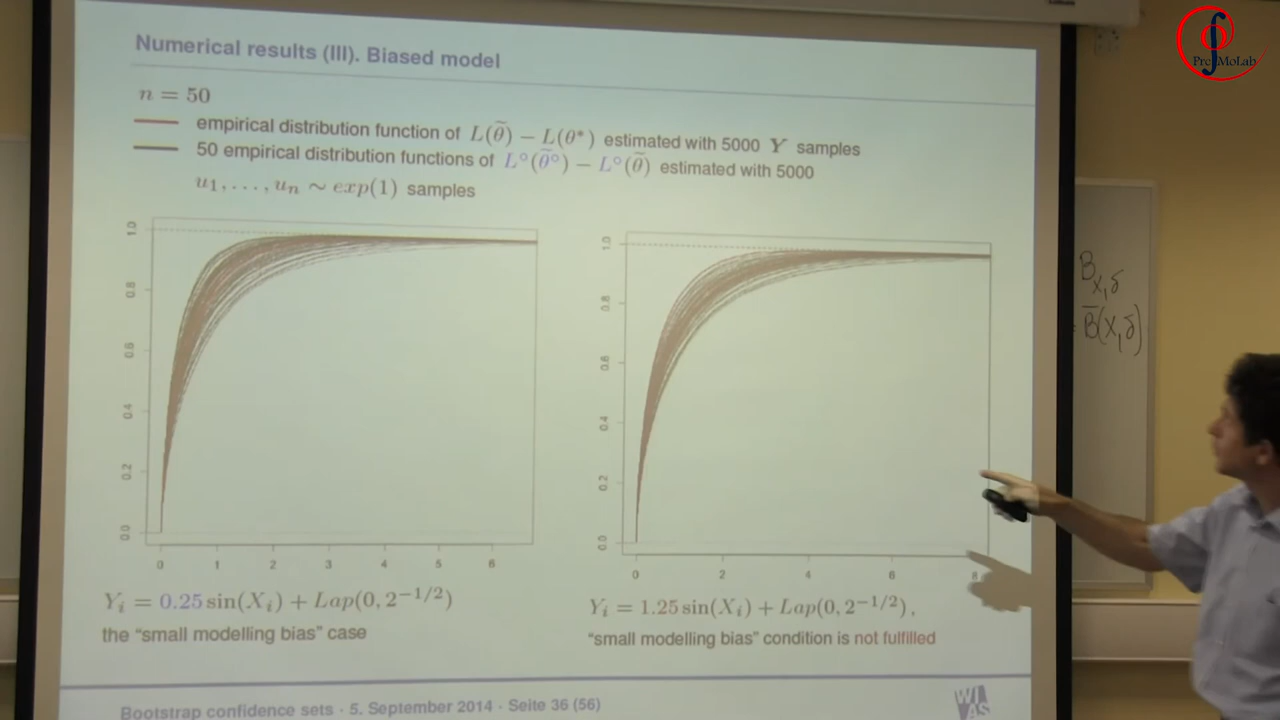 Numerical results (III). Biased model
n = 50
empirical distribution function of L(θ̃) − L(θ*) estimated with 5000 Y samples
50 empirical distribution functions of L°(θ̃°) − L°(θ̃) estimated with 5000
u₁, . . . , uₙ ∼ exp(1) samples
1.0
0.8
0.6
0.4
0.2
0.0
0 1 2 3 4 5 6
1.0
0.8
0.6
0.4
0.2
0.0
0 2 4 6 8
Yᵢ = 0.25 sin(Xᵢ) + Lap(0, 2^{−1/2})
the "small modelling bias" case
Yᵢ = 1.25 sin(Xᵢ) + Lap(0, 2^{−1/2}),
"small modelling bias" condition is not fulfilled
Bootstrap confidence sets · 5. September 2014 · Seite 36 (56)
WIAS
B_{x,δ}
= B̄(x,δ)
PreMoLab